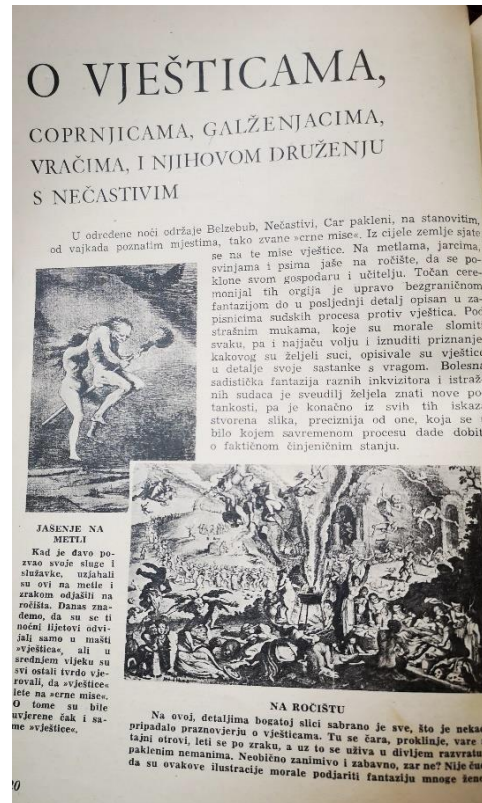 O VJEŠTICAMA,
COPRNJICAMA, GALŽENJACIMA,
VRAČIMA, I NJIHOVOM DRUŽENJU
S NEČASTIVIM
U određene noći održaje Belzebub, Nečastivi, Car pakleni, na stanovitim,
od vajkada poznatim mjestima, tako zvane »crne mise«. Iz cijele zemlje sjate
se na te mise vještice. Na metlama, jarcima,
svinjama i psima jaše na ročište, da se po-
klone svom gospodaru i učitelju. Točan cere-
monijal tih orgija je upravo bezgraničnom
fantazijom do u posljednji detalj opisan u za-
pisnicima sudskih procesa protiv vještica. Pod
strašnim mukama, koje su morale slomiti
svaku, pa i najjaču volju i iznuditi priznanje
kakovog su željeli suci, opisivale su vještice
u detalje svoje sastanke s vragom. Bolesna
sadistička fantazija raznih inkvizitora i istraž-
nih sudaca je sveudilj željela znati nove po-
tankosti, pa je konačno iz svih tih iskaza
stvorena slika, preciznija od one, koja se
bilo kojem savremenom procesu dade dobit
o faktičnom činjeničnim stanju.
JAŠENJE NA
METLI
Kad je đavo po-
zvao svoje sluge i
služavke, uzjahali
su ovi na metle i
zrakom odjašili na
ročišta. Danas zna-
demo, da su se ti
noćni lijetovi odvi-
jali samo u mašti
»vještica«, ali u
srednjem vijeku su
svi ostali tvrdo vje-
rovali, da »vještice«
lete na »crne mise«.
O tome su bile
uvjerene čak i sa-
me »vještice«.
NA ROČIŠTU
Na ovoj, detaljima bogatoj slici sabrano je sve, što je nekad
pripadalo praznovjerju o vješticama. Tu se čara, proklinje, vare
tajni otrovi, leti se po zraku, a uz to se uživa u divljem razvratu
paklenim nemanima. Neobično zanimivo i zabavno, zar ne? Nije čudo
da su ovakove ilustracije morale podjariti fantaziju mnoge žene